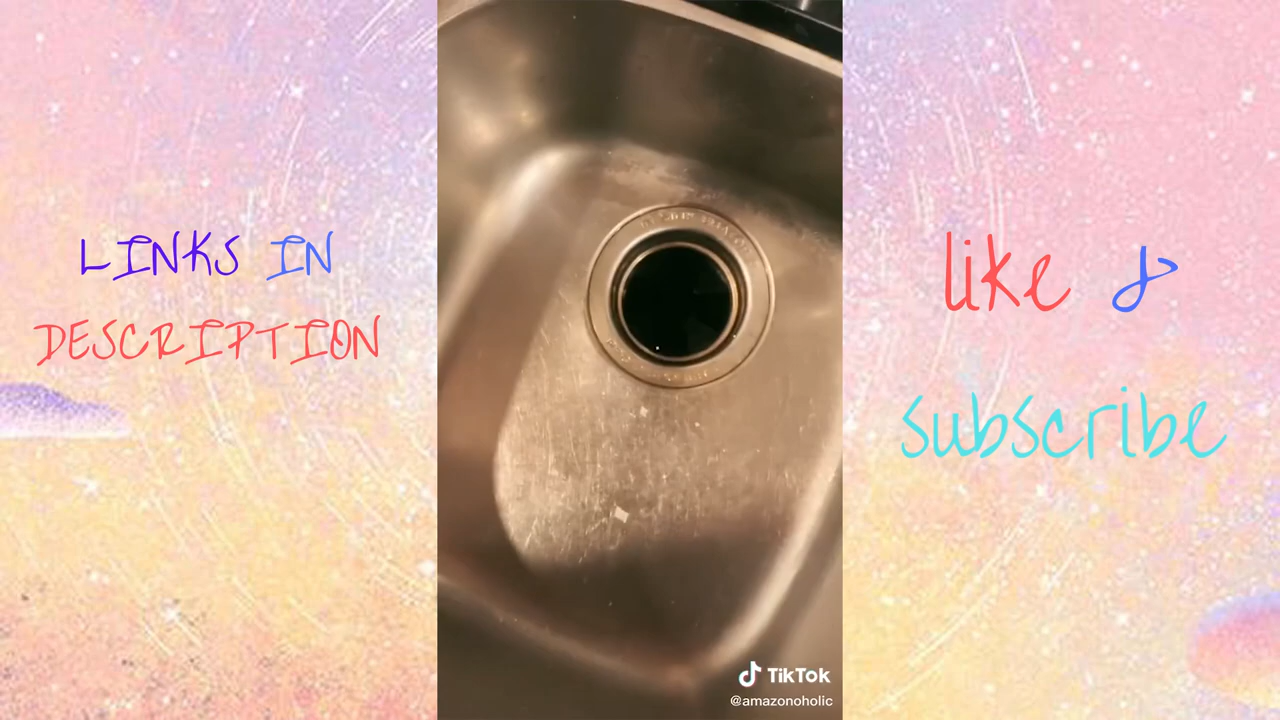 LINKS IN
DESCRIPTION
like &
subscribe
TikTok
@amazonoholic